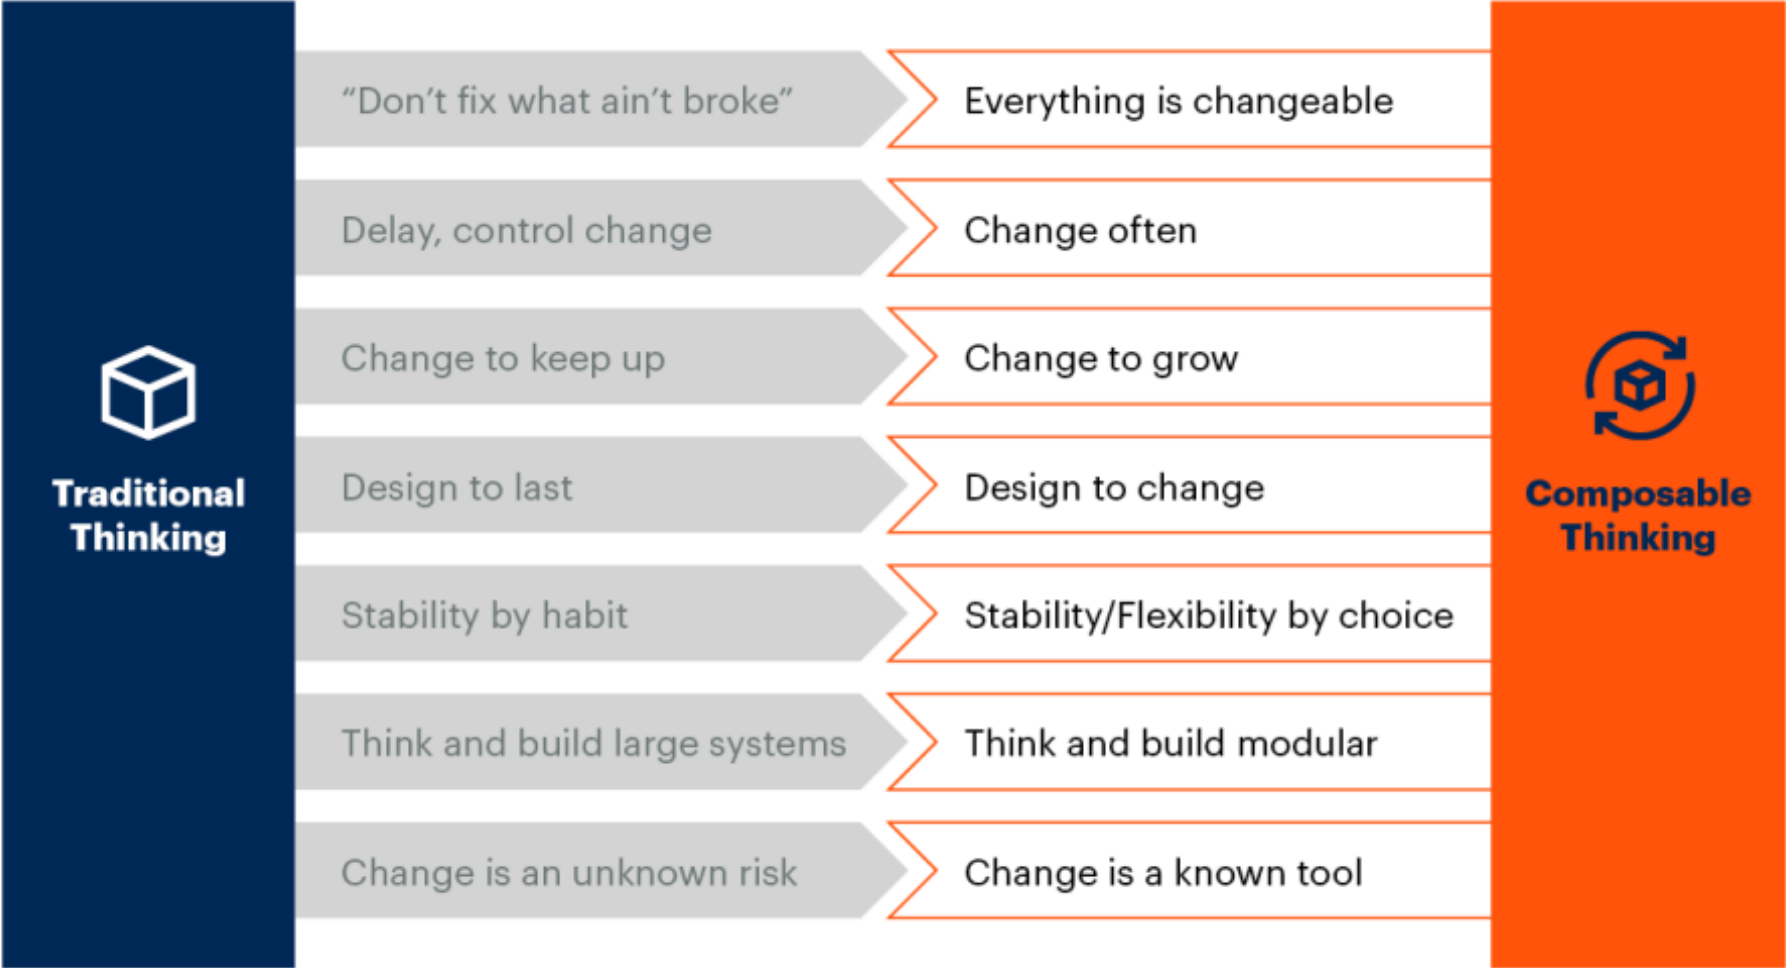 “Don’t fix what ain’t broke”
Everything is changeable
Delay, control change
Change often
Change to keep up
Change to grow
Design to last
Design to change
Traditional
Thinking
Composable
Thinking
Stability by habit
Stability/Flexibility by choice
Think and build large systems
Think and build modular
Change is an unknown risk
Change is a known tool